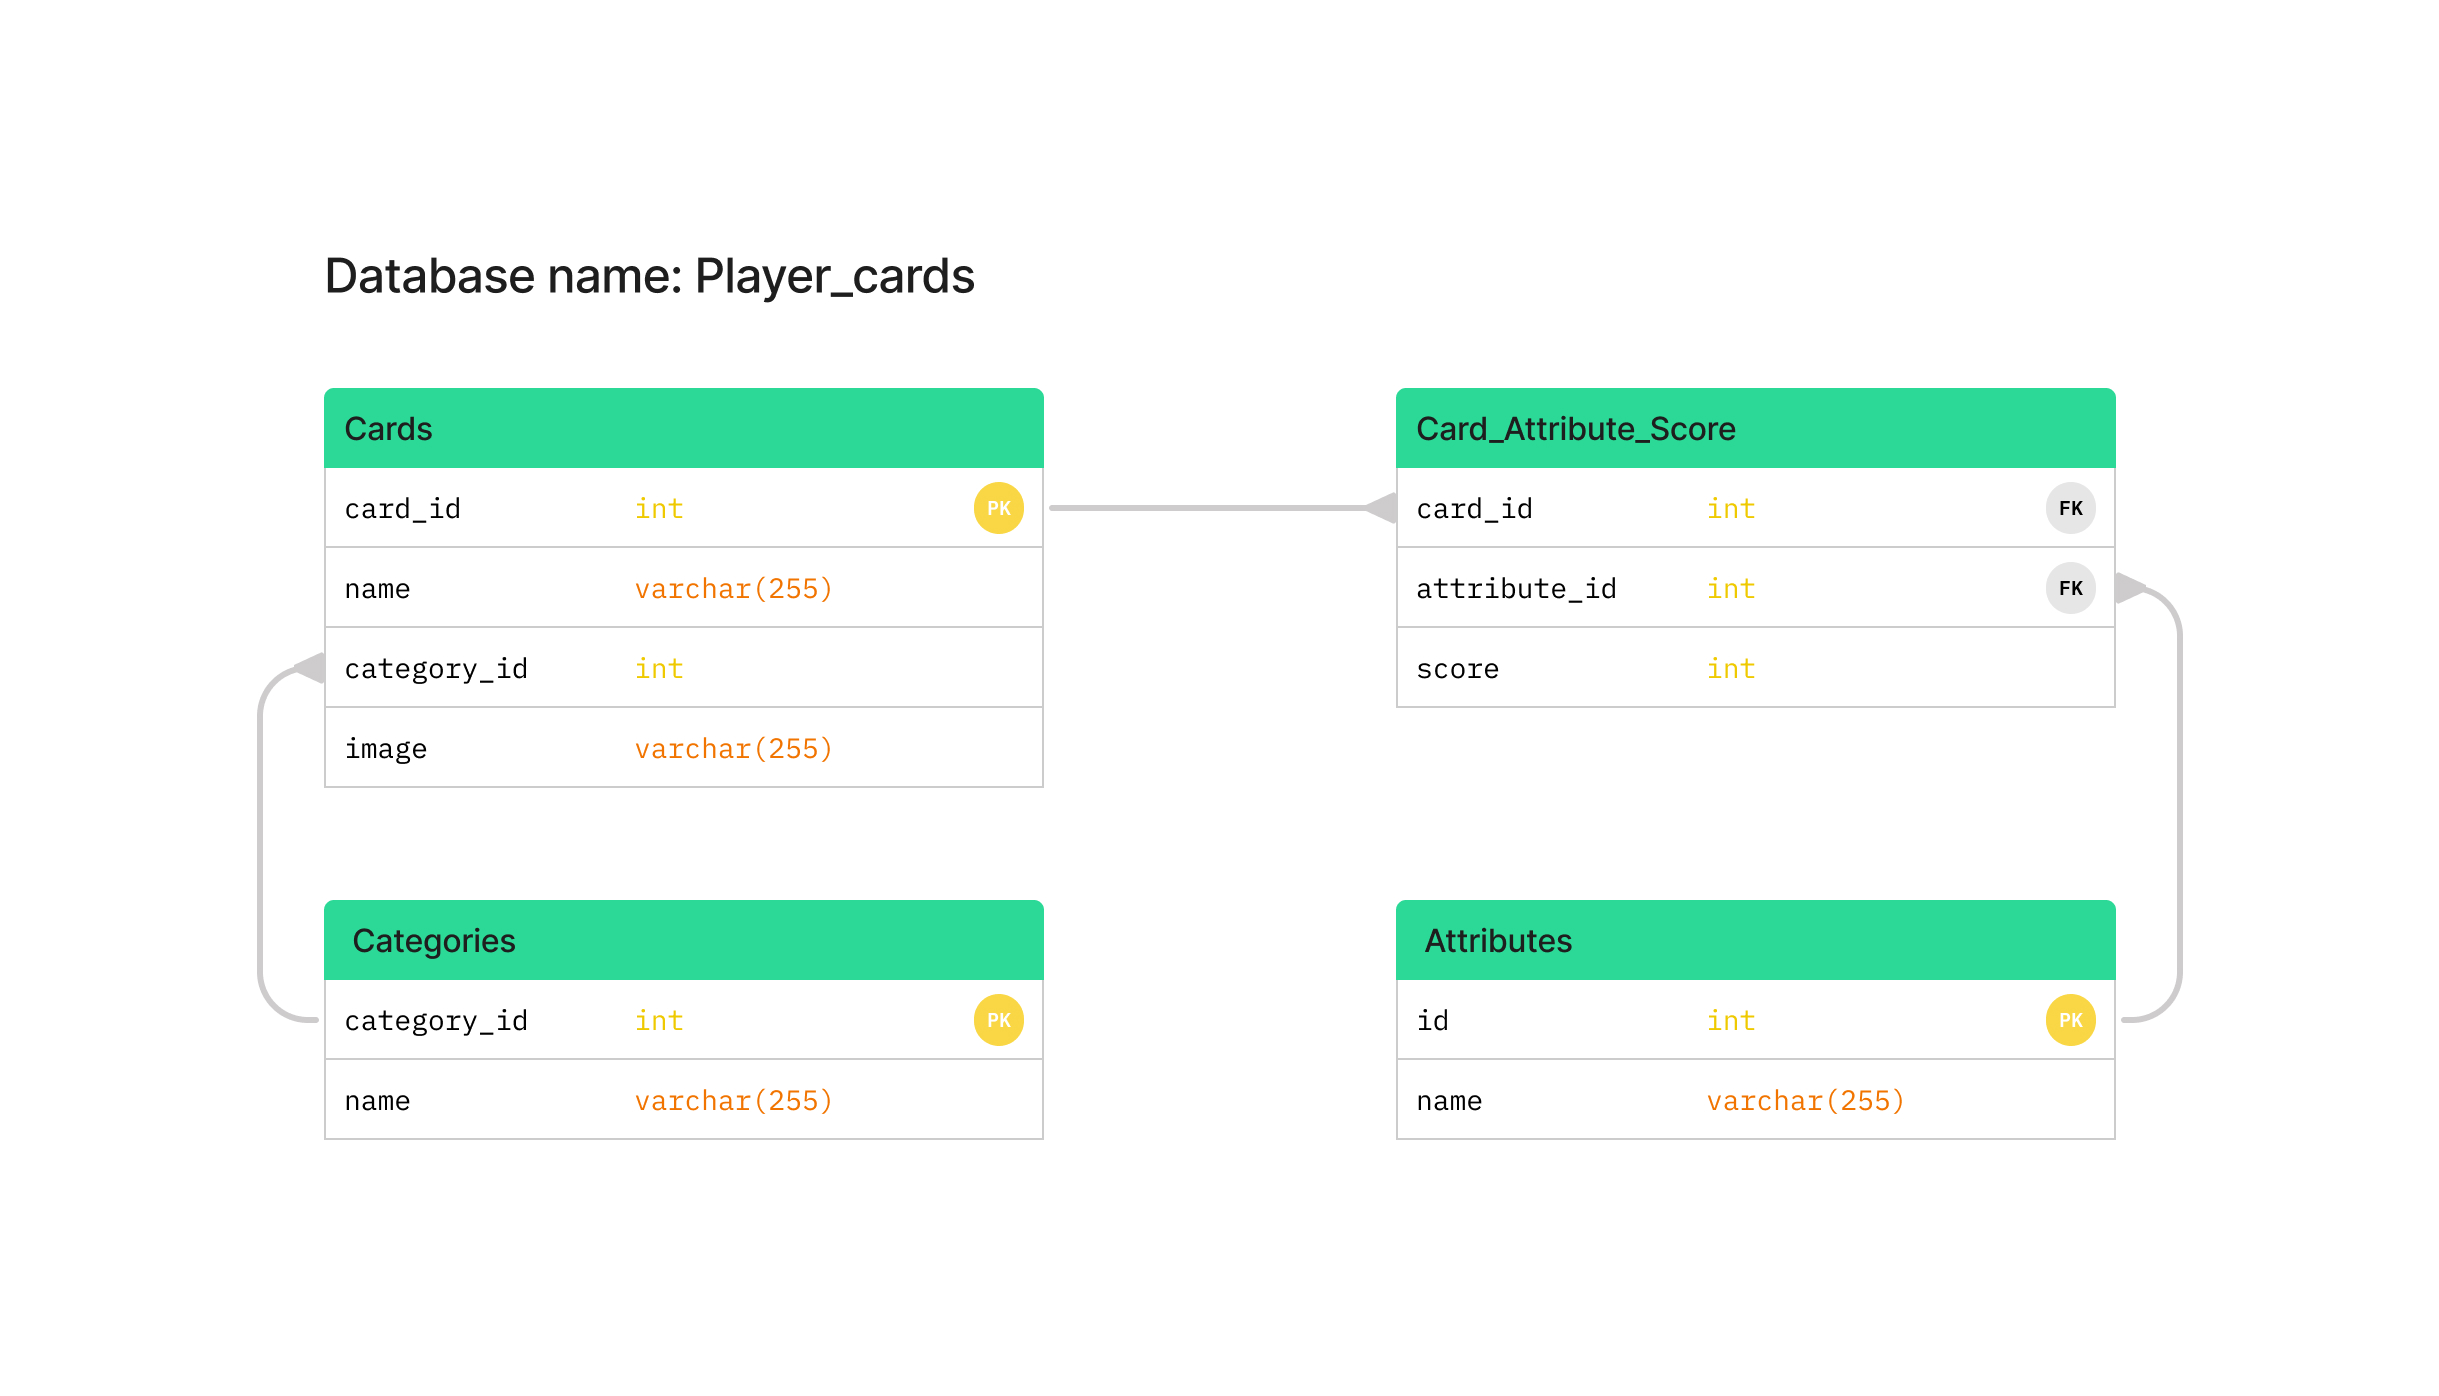 Database name: Player_cards
Cards
card_id int PK
name varchar(255)
category_id int
image varchar(255)
Card_Attribute_Score
card_id int FK
attribute_id int FK
score int
Categories
category_id int PK
name varchar(255)
Attributes
id int PK
name varchar(255)